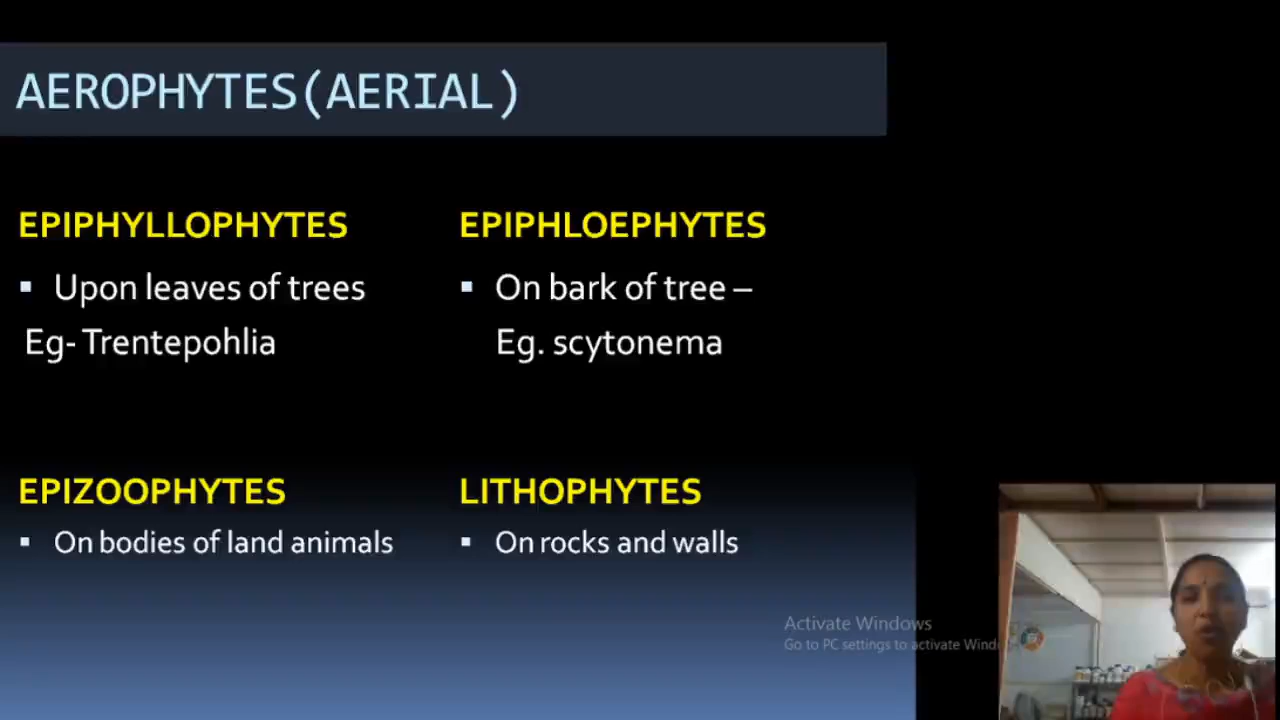 AEROPHYTES(AERIAL)
EPIPHYLLOPHYTES
▪ Upon leaves of trees
Eg- Trentepohlia
EPIPHLOEPHYTES
▪ On bark of tree –
Eg. scytonema
EPIZOOPHYTES
▪ On bodies of land animals
LITHOPHYTES
▪ On rocks and walls
Activate Windows
Go to PC settings to activate